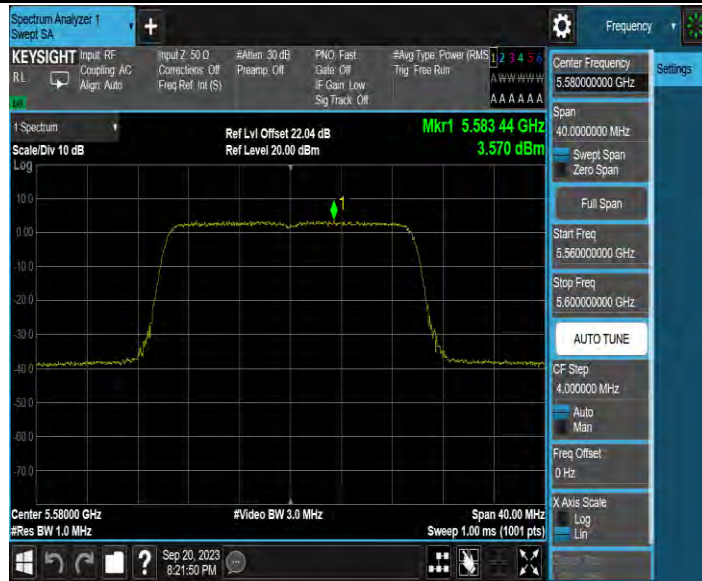 Spectrum Analyzer 1
Swept SA
+
Frequency
KEYSIGHT
RL
Input: RF
Coupling: AC
Align: Auto
Input Z: 50 Ω
Corrections: Off
Freq Ref: Int (S)
#Atten: 30 dB
Preamp: Off
PNO: Fast
Gate: Off
IF Gain: Low
Sig Track: Off
#Avg Type: Power (RMS
Trig: Free Run
1 2 3 4 5 6
A W W W W W
A A A A A A
1 Spectrum
Scale/Div 10 dB
Log
Ref Lvl Offset 22.04 dB
Ref Level 20.00 dBm
Mkr1 5.583 44 GHz
3.570 dBm
1
10.0
0.00
-10.0
-20.0
-30.0
-40.0
-50.0
-60.0
-70.0
Center 5.58000 GHz
#Res BW 1.0 MHz
#Video BW 3.0 MHz
Span 40.00 MHz
Sweep 1.00 ms (1001 pts)
Center Frequency
5.580000000 GHz
Settings
Span
40.0000000 MHz
Swept Span
Zero Span
Full Span
Start Freq
5.560000000 GHz
Stop Freq
5.600000000 GHz
AUTO TUNE
CF Step
4.000000 MHz
Auto
Man
Freq Offset
0 Hz
X Axis Scale
Log
Lin
?
Sep 20, 2023
8:21:50 PM